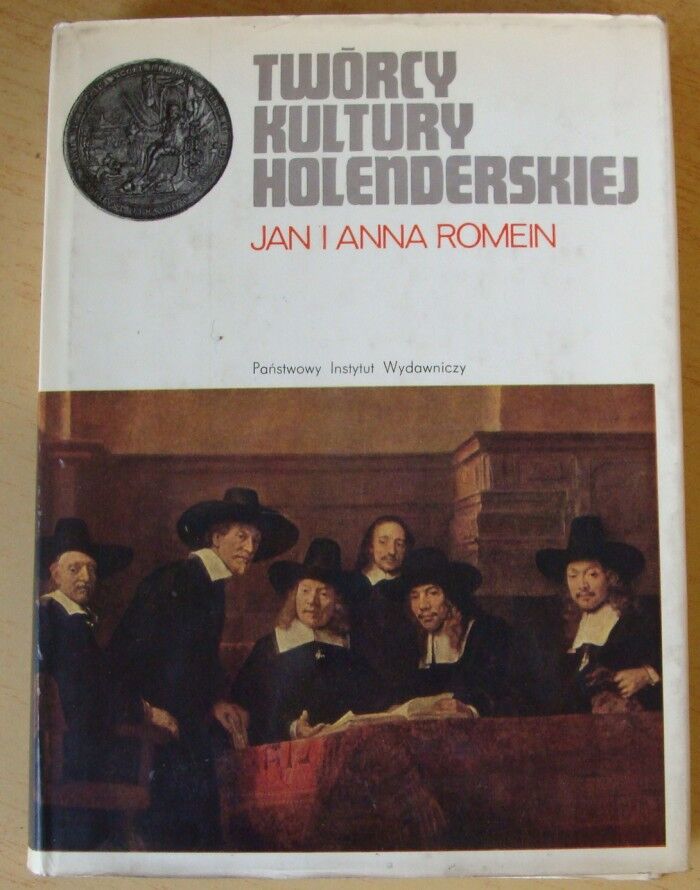 TWÓRCY
KULTURY
HOLENDERSKIEJ
JAN I ANNA ROMEIN
Państwowy Instytut Wydawniczy